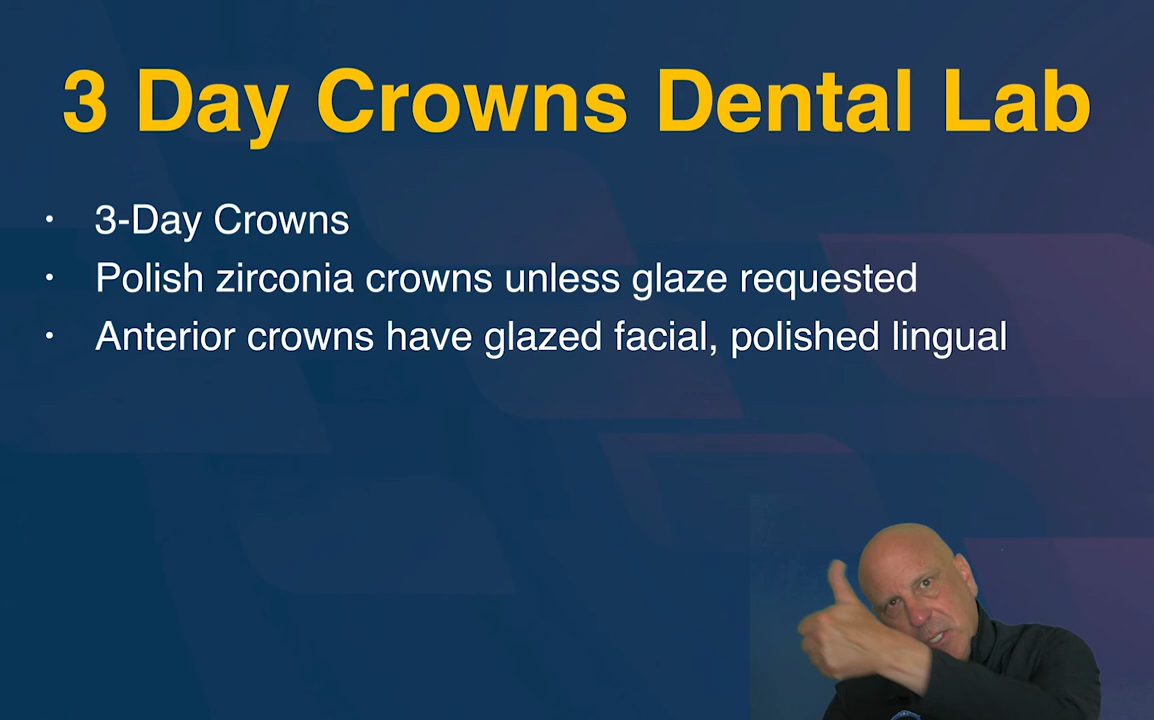 3 Day Crowns Dental Lab
• 3-Day Crowns
• Polish zirconia crowns unless glaze requested
• Anterior crowns have glazed facial, polished lingual